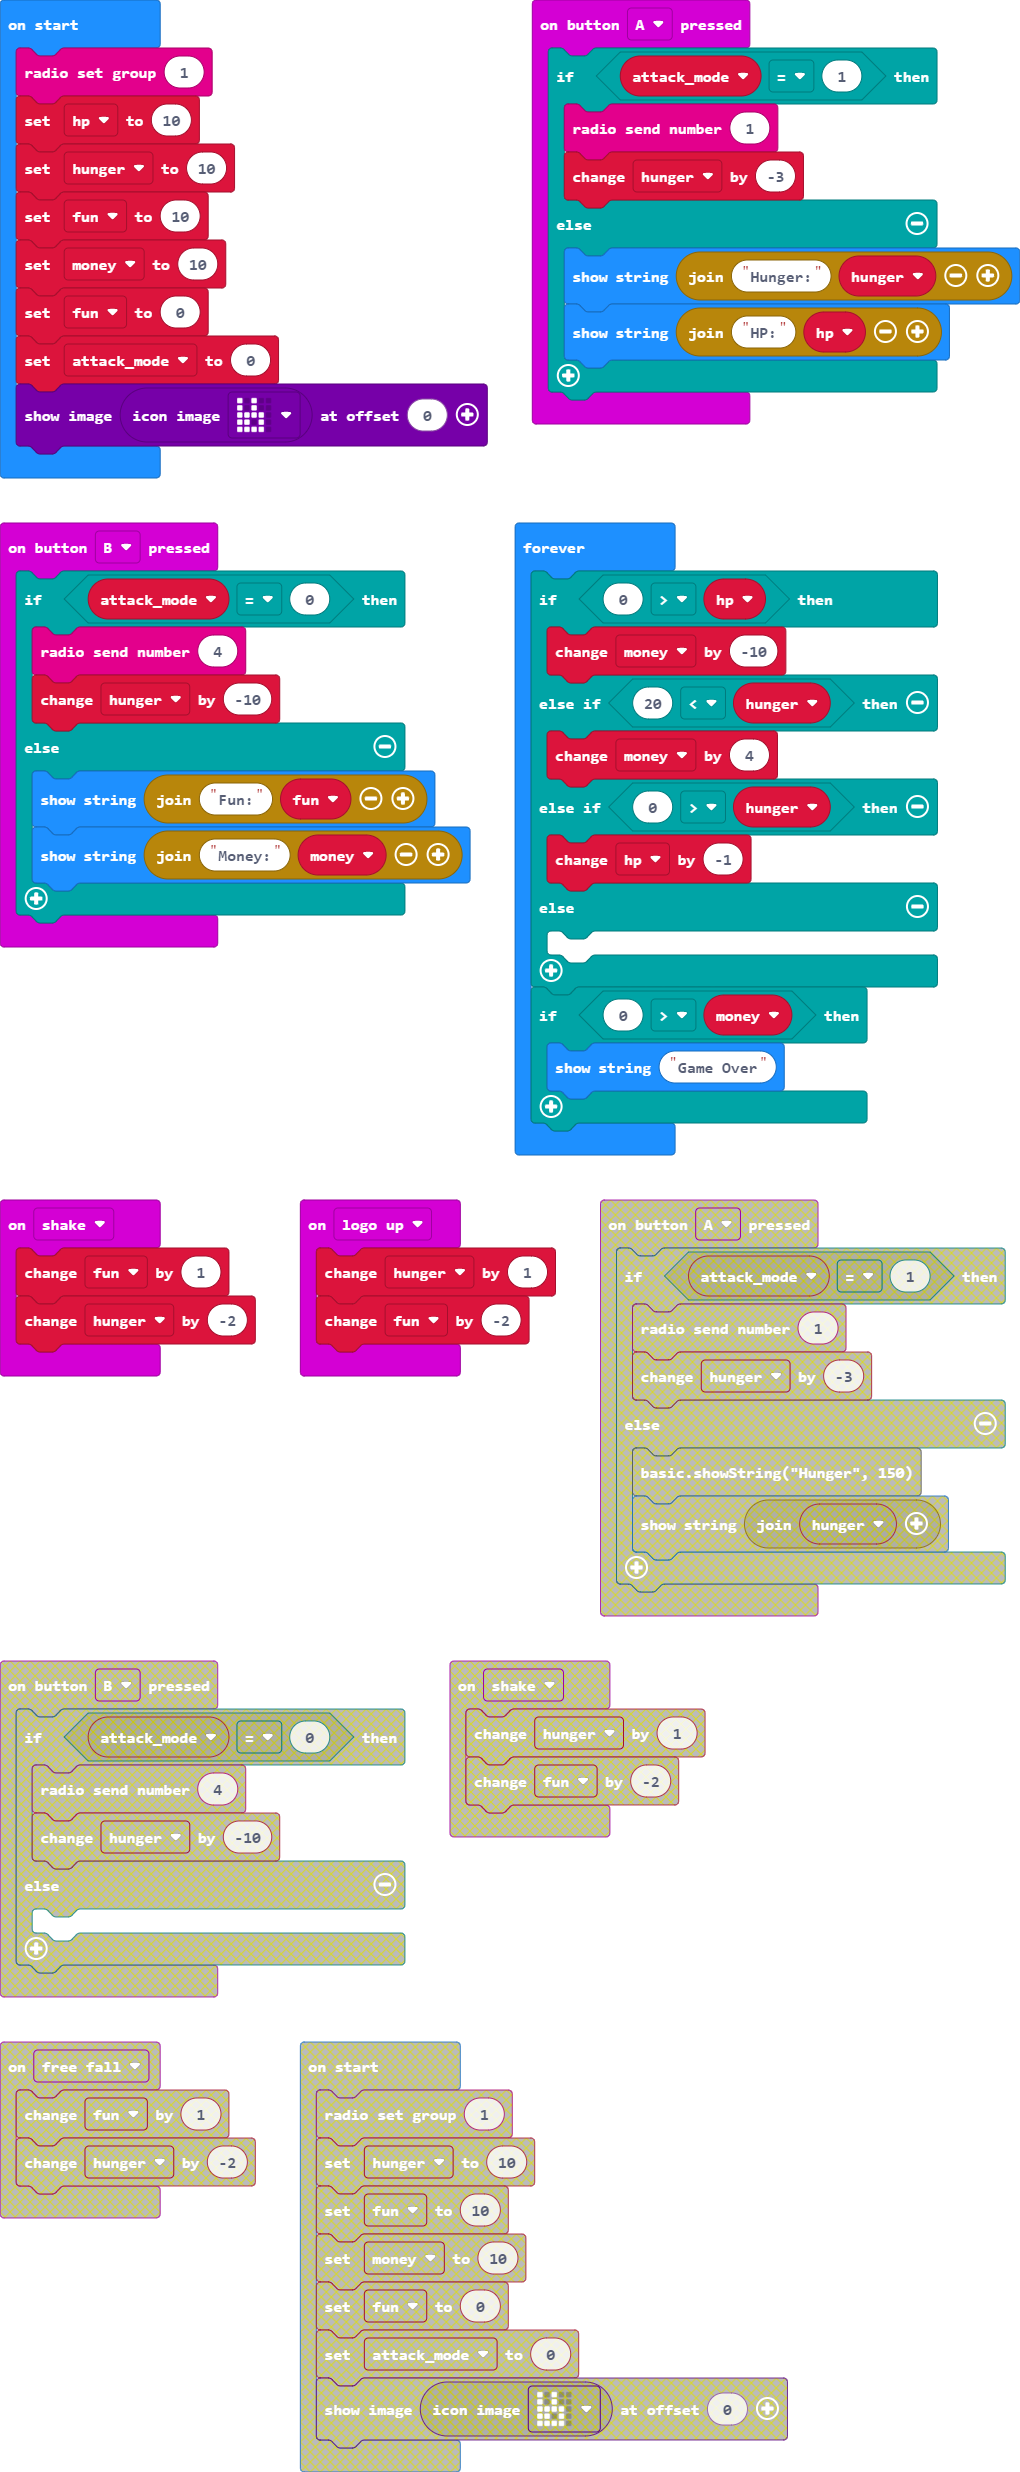 on start
radio set group 1
set hp to 10
set hunger to 10
set fun to 10
set money to 10
set fun to 0
set attack_mode to 0
show image icon image at offset 0
on button A pressed
if attack_mode = 1 then
radio send number 1
change hunger by -3
else
show string join "Hunger:" hunger
show string join "HP:" hp
on button B pressed
if attack_mode = 0 then
radio send number 4
change hunger by -10
else
show string join "Fun:" fun
show string join "Money:" money
forever
if 0 > hp then
change money by -10
else if 20 < hunger then
change money by 4
else if 0 > hunger then
change hp by -1
else
if 0 > money then
show string "Game Over"
on shake
change fun by 1
change hunger by -2
on logo up
change hunger by 1
change fun by -2
on button A pressed
if attack_mode = 1 then
radio send number 1
change hunger by -3
else
basic.showString("Hunger", 150)
show string join hunger
on button B pressed
if attack_mode = 0 then
radio send number 4
change hunger by -10
else
on shake
change hunger by 1
change fun by -2
on free fall
change fun by 1
change hunger by -2
on start
radio set group 1
set hunger to 10
set fun to 10
set money to 10
set fun to 0
set attack_mode to 0
show image icon image at offset 0